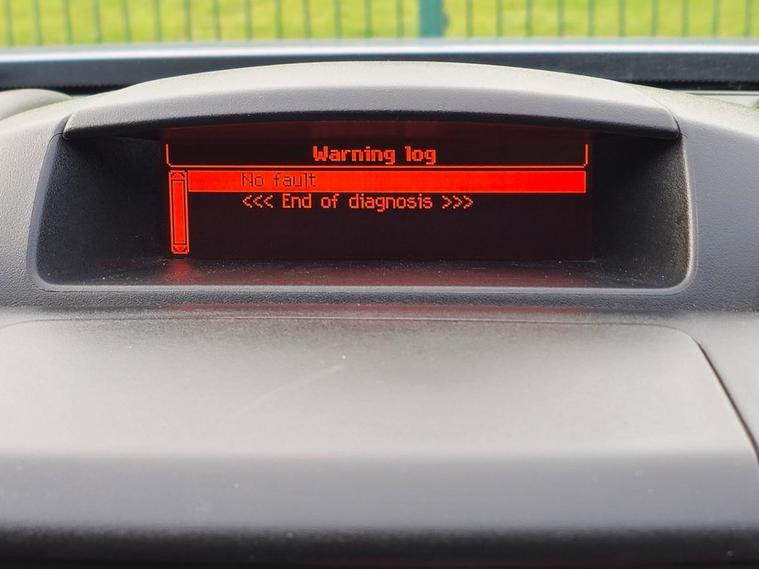 Warning log
No fault
<<< End of diagnosis >>>